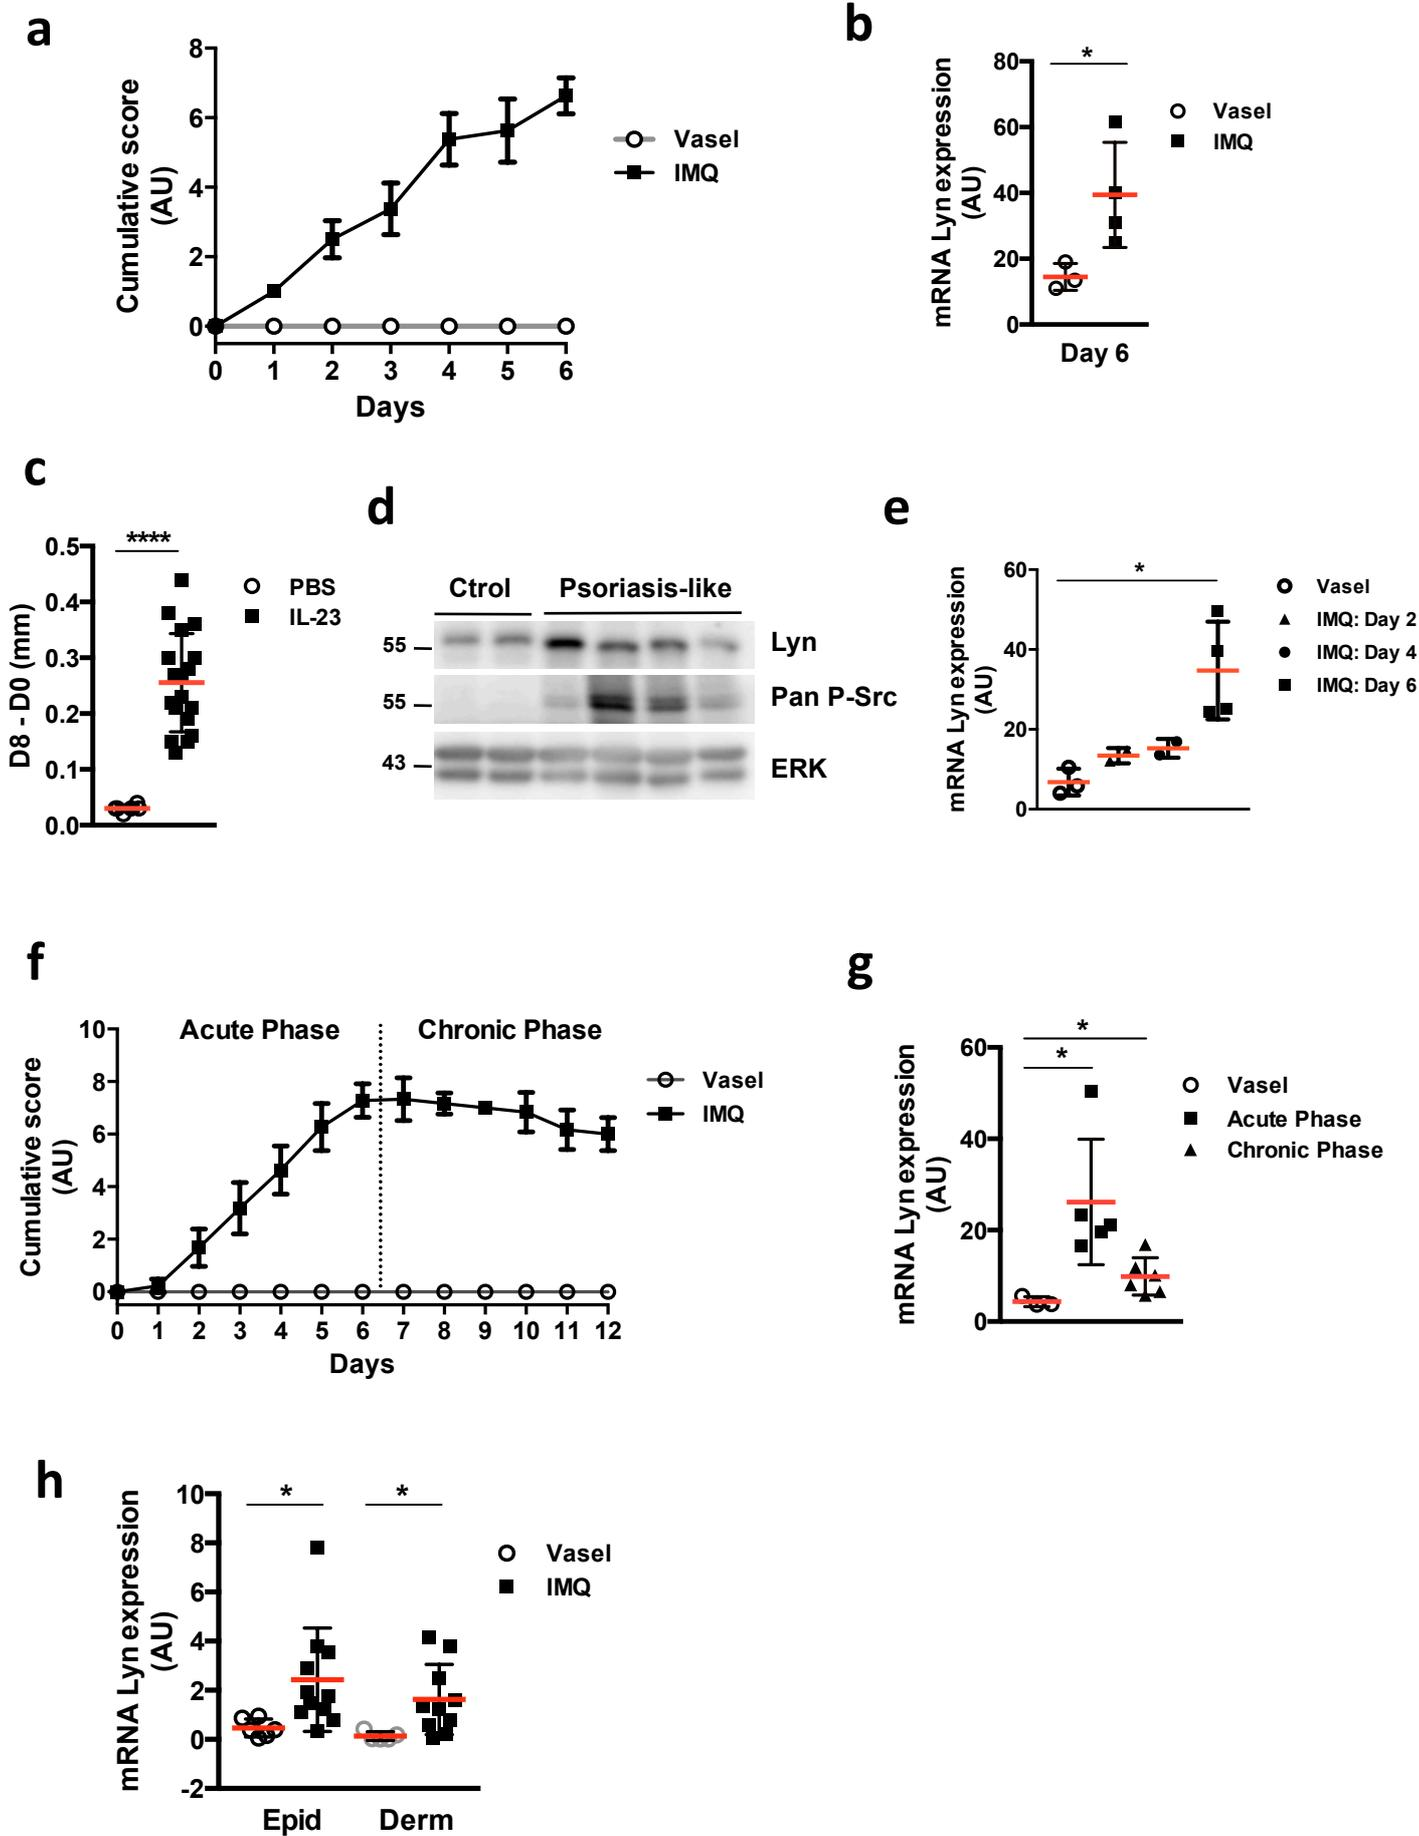 a
Cumulative score
(AU)
8
6
4
2
0
0 1 2 3 4 5 6
Days
Vasel
IMQ
b
mRNA Lyn expression
(AU)
80
60
40
20
0
*
Day 6
Vasel
IMQ
c
D8 - D0 (mm)
0.5
0.4
0.3
0.2
0.1
0.0
****
PBS
IL-23
d
Ctrol Psoriasis-like
55 Lyn
55 Pan P-Src
43 ERK
e
mRNA Lyn expression
(AU)
60
40
20
0
*
Vasel
IMQ: Day 2
IMQ: Day 4
IMQ: Day 6
f
Cumulative score
(AU)
10
8
6
4
2
0
Acute Phase Chronic Phase
0 1 2 3 4 5 6 7 8 9 10 11 12
Days
Vasel
IMQ
g
mRNA Lyn expression
(AU)
60
40
20
0
*
*
Vasel
Acute Phase
Chronic Phase
h
mRNA Lyn expression
(AU)
10
8
6
4
2
0
-2
* *
Epid Derm
Vasel
IMQ